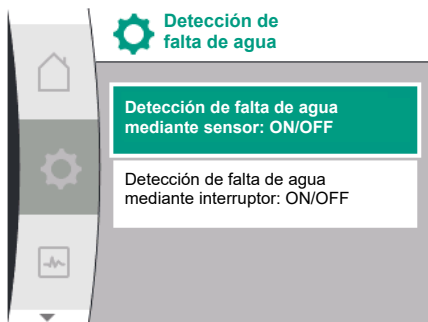 Detección de
falta de agua
Detección de falta de agua
mediante sensor: ON/OFF
Detección de falta de agua
mediante interruptor: ON/OFF